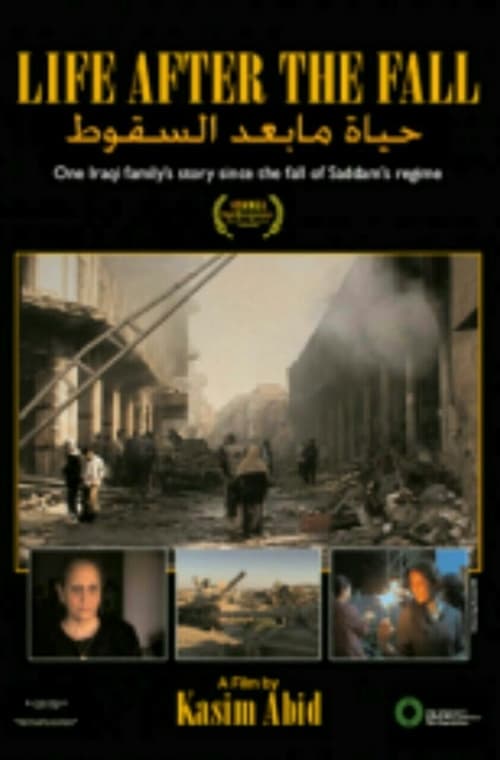 LIFE AFTER THE FALL
حياة مابعد السقوط
One Iraqi family's story since the fall of Saddam's regime
A Film by
Kasim Abid